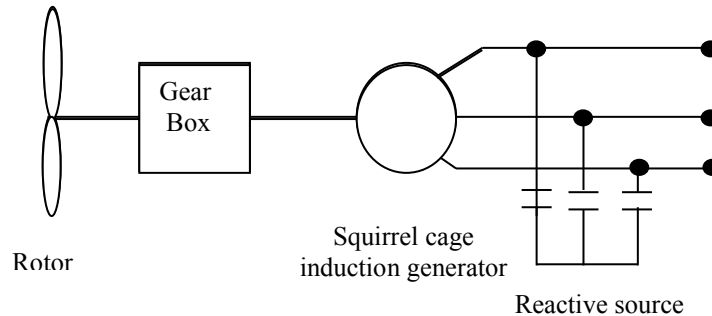 Gear
Box
Squirrel cage
induction generator
Rotor
Reactive source